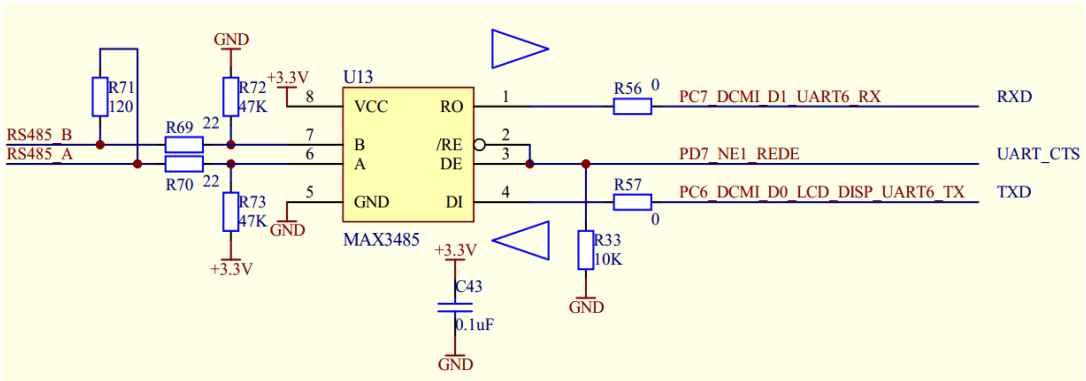 GND
+3.3V
U13
R71
120
R72
47K
8
VCC
RO
1
R56
0
PC7_DCMI_D1_UART6_RX
RXD
RS485_B
R69
22
7
B
/RE
2
RS485_A
R70
22
6
A
DE
3
PD7_NE1_REDE
UART_CTS
R73
47K
5
GND
DI
4
R57
0
PC6_DCMI_D0_LCD_DISP_UART6_TX
TXD
GND
MAX3485
+3.3V
+3.3V
R33
10K
C43
0.1uF
GND
GND